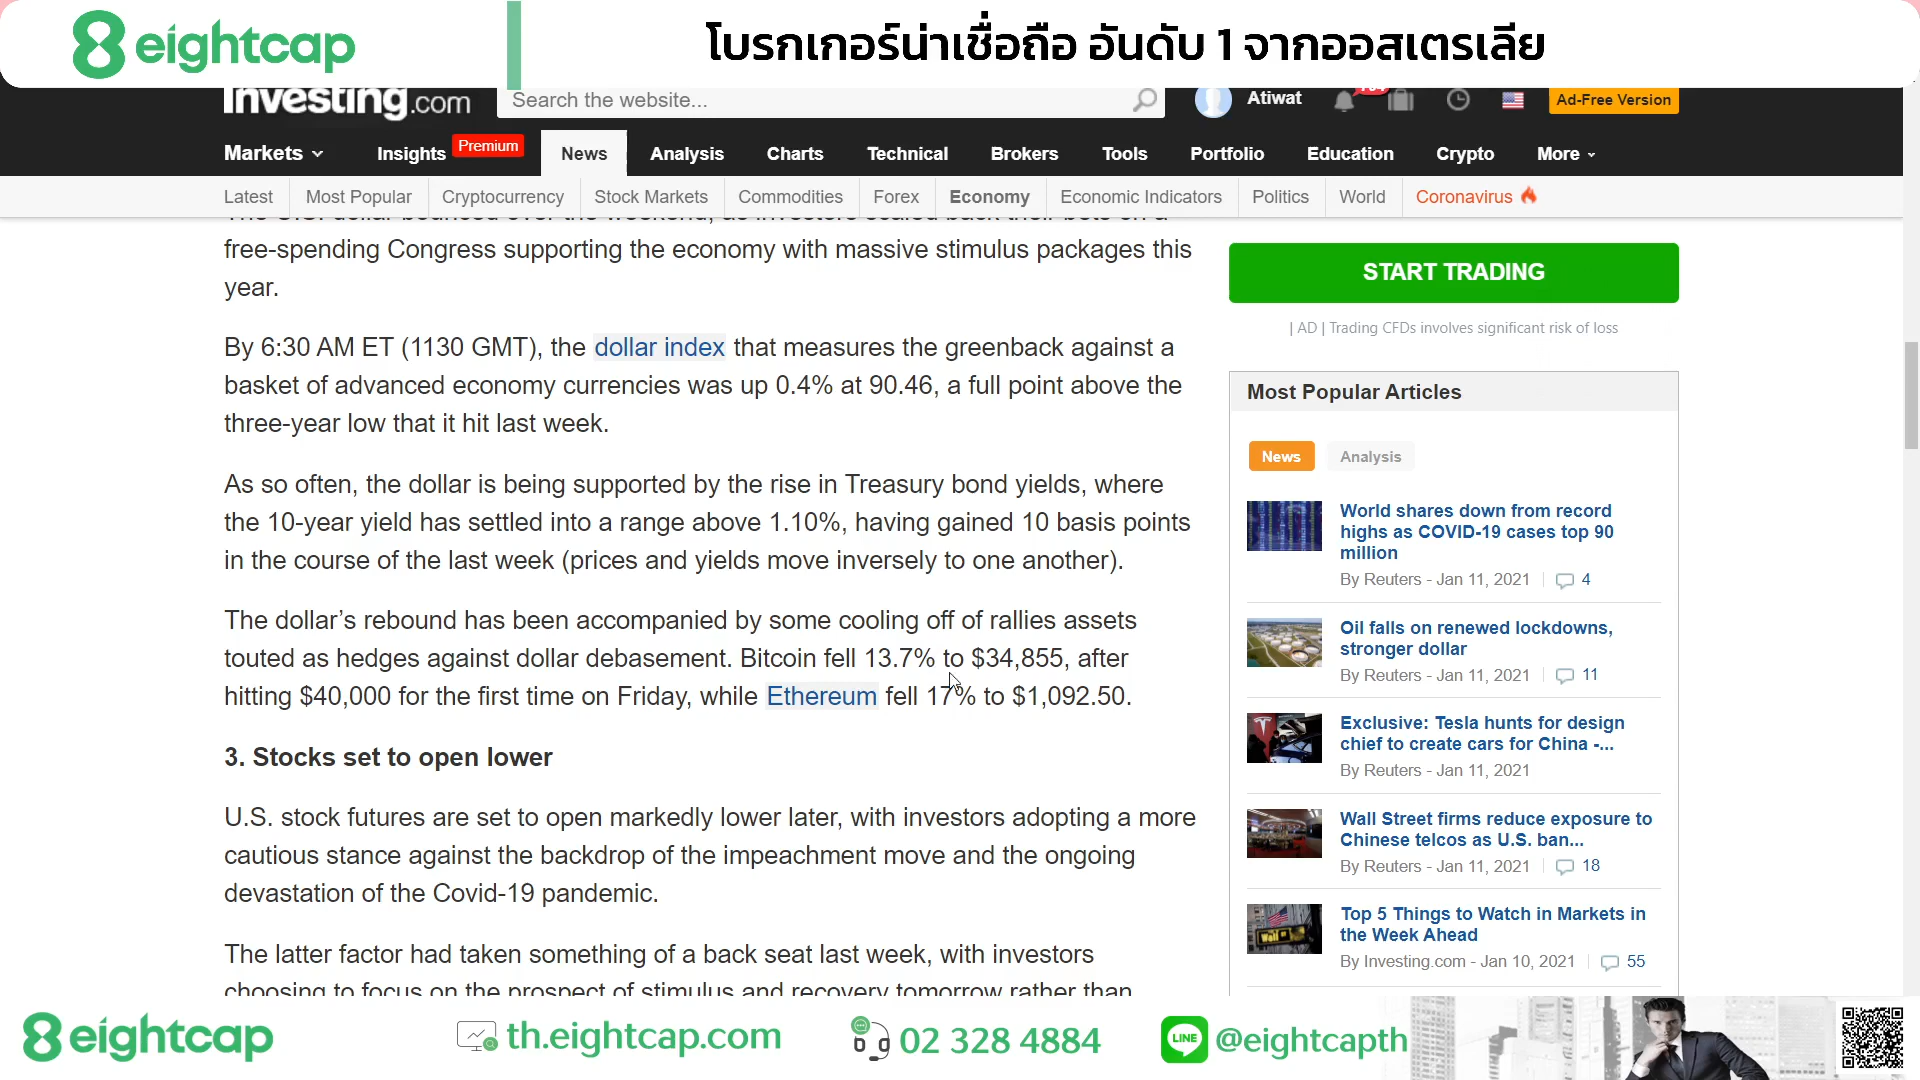 eightcap
โบรกเกอร์น่าเชื่อถือ อันดับ 1 จากออสเตรเลีย
Investing.com
Search the website...
Atiwat
Ad-Free Version
Markets
Insights
Premium
News
Analysis
Charts
Technical
Brokers
Tools
Portfolio
Education
Crypto
More
Latest
Most Popular
Cryptocurrency
Stock Markets
Commodities
Forex
Economy
Economic Indicators
Politics
World
Coronavirus
The U.S. dollar bounced over the weekend, as investors scaled back their bets on a
free-spending Congress supporting the economy with massive stimulus packages this
year.
By 6:30 AM ET (1130 GMT), the dollar index that measures the greenback against a
basket of advanced economy currencies was up 0.4% at 90.46, a full point above the
three-year low that it hit last week.
As so often, the dollar is being supported by the rise in Treasury bond yields, where
the 10-year yield has settled into a range above 1.10%, having gained 10 basis points
in the course of the last week (prices and yields move inversely to one another).
The dollar’s rebound has been accompanied by some cooling off of rallies assets
touted as hedges against dollar debasement. Bitcoin fell 13.7% to $34,855, after
hitting $40,000 for the first time on Friday, while Ethereum fell 17% to $1,092.50.
3. Stocks set to open lower
U.S. stock futures are set to open markedly lower later, with investors adopting a more
cautious stance against the backdrop of the impeachment move and the ongoing
devastation of the Covid-19 pandemic.
The latter factor had taken something of a back seat last week, with investors
choosing to focus on the prospect of stimulus and recovery tomorrow rather than
START TRADING
| AD | Trading CFDs involves significant risk of loss
Most Popular Articles
News
Analysis
World shares down from record
highs as COVID-19 cases top 90
million
By Reuters - Jan 11, 2021
4
Oil falls on renewed lockdowns,
stronger dollar
By Reuters - Jan 11, 2021
11
Exclusive: Tesla hunts for design
chief to create cars for China -...
By Reuters - Jan 11, 2021
Wall Street firms reduce exposure to
Chinese telcos as U.S. ban...
By Reuters - Jan 11, 2021
18
Top 5 Things to Watch in Markets in
the Week Ahead
By Investing.com - Jan 10, 2021
55
eightcap
th.eightcap.com
02 328 4884
LINE
@eightcapth